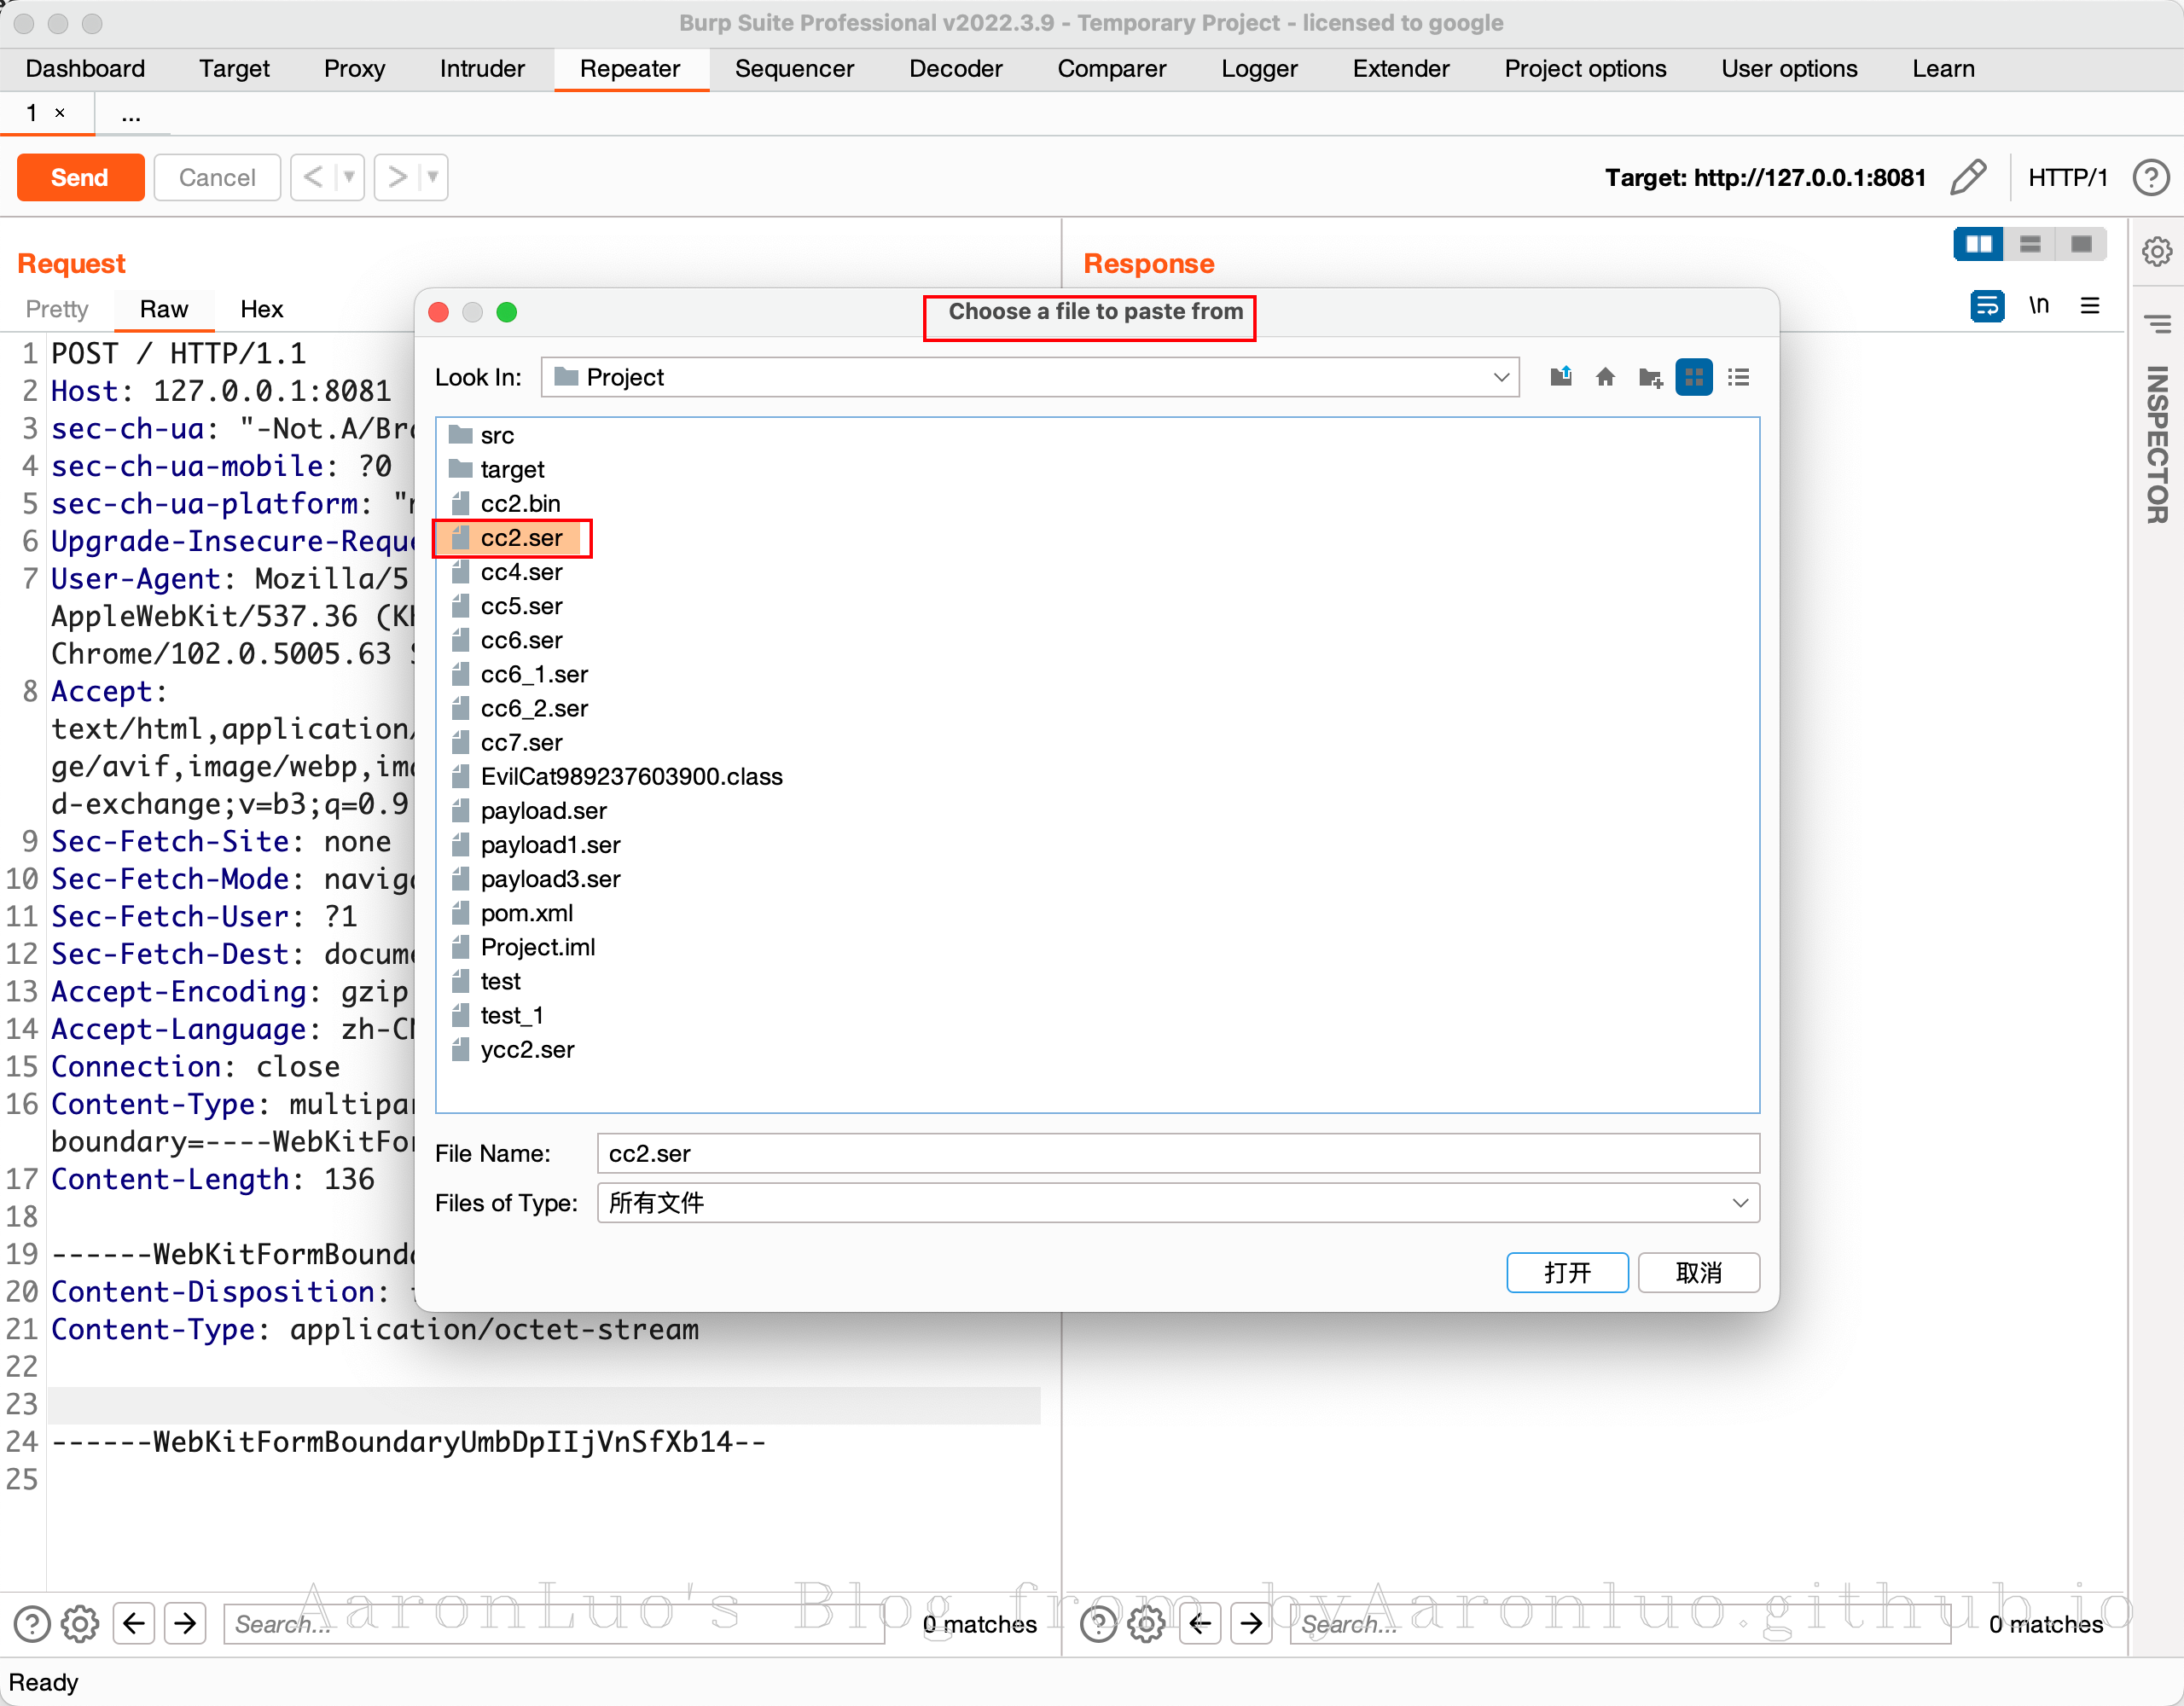 Burp Suite Professional v2022.3.9 - Temporary Project - licensed to google
Dashboard Target Proxy Intruder Repeater Sequencer Decoder Comparer Logger Extender Project options User options Learn
1 × ...
Send Cancel < > Target: http://127.0.0.1:8081 HTTP/1 ?
Request
Response
Pretty Raw Hex
\n
INSPECTOR
1 POST / HTTP/1.1
2 Host: 127.0.0.1:8081
3 sec-ch-ua: "-Not.A/Bro
4 sec-ch-ua-mobile: ?0
5 sec-ch-ua-platform: "
6 Upgrade-Insecure-Reque
7 User-Agent: Mozilla/5
AppleWebKit/537.36 (KH
Chrome/102.0.5005.63
8 Accept:
text/html,application/
ge/avif,image/webp,ima
d-exchange;v=b3;q=0.9
9 Sec-Fetch-Site: none
10 Sec-Fetch-Mode: naviga
11 Sec-Fetch-User: ?1
12 Sec-Fetch-Dest: docume
13 Accept-Encoding: gzip
14 Accept-Language: zh-CN
15 Connection: close
16 Content-Type: multipar
boundary=----WebKitFor
17 Content-Length: 136
18
19 ------WebKitFormBounda
20 Content-Disposition:
21 Content-Type: application/octet-stream
22
23
24 ------WebKitFormBoundaryUmbDpIIjVnSfXb14--
25
Choose a file to paste from
Look In: Project
src
target
cc2.bin
cc2.ser
cc4.ser
cc5.ser
cc6.ser
cc6_1.ser
cc6_2.ser
cc7.ser
EvilCat989237603900.class
payload.ser
payload1.ser
payload3.ser
pom.xml
Project.iml
test
test_1
ycc2.ser
File Name: cc2.ser
Files of Type: 所有文件
打开 取消
AaronLuo's Blog from byAaronluo.github.io
? Search... 0 matches ? Search... 0 matches
Ready